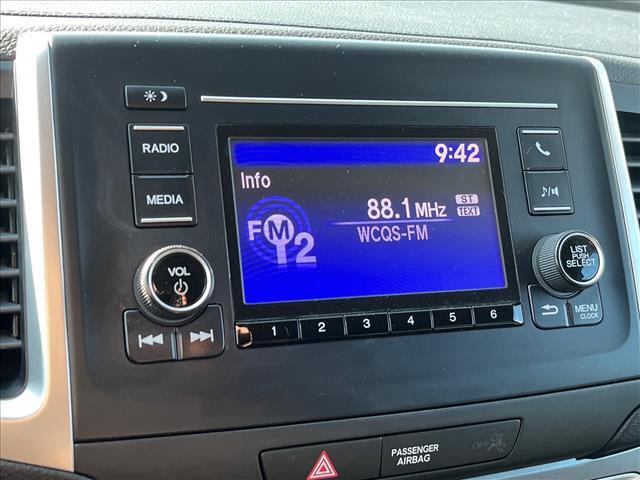 RADIO
MEDIA
VOL
9:42
Info
FM2
88.1 MHz
ST
TEXT
WCQS-FM
1 2 3 4 5 6
LIST
PUSH
SELECT
MENU
CLOCK
PASSENGER
AIRBAG
OFF